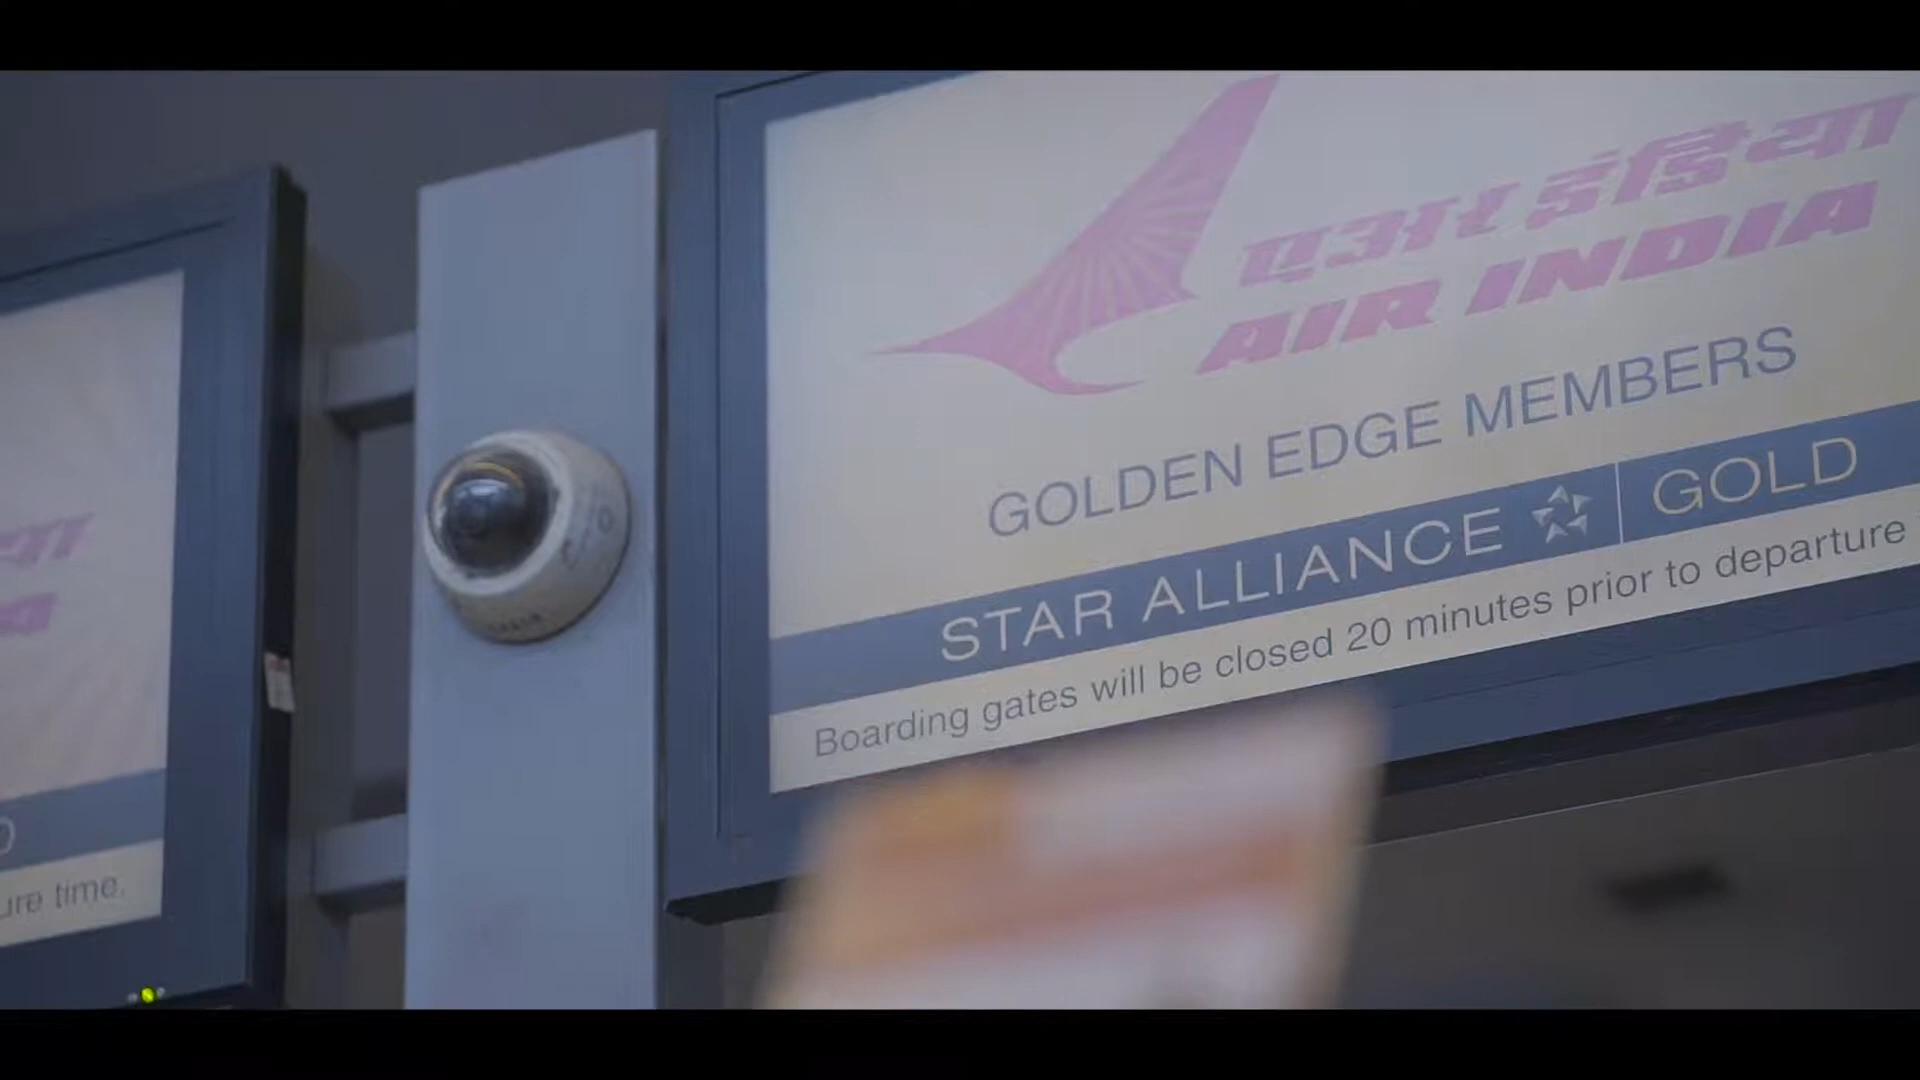 एअर इंडिया
AIR INDIA
GOLDEN EDGE MEMBERS
STAR ALLIANCE GOLD
Boarding gates will be closed 20 minutes prior to departure
ure time.